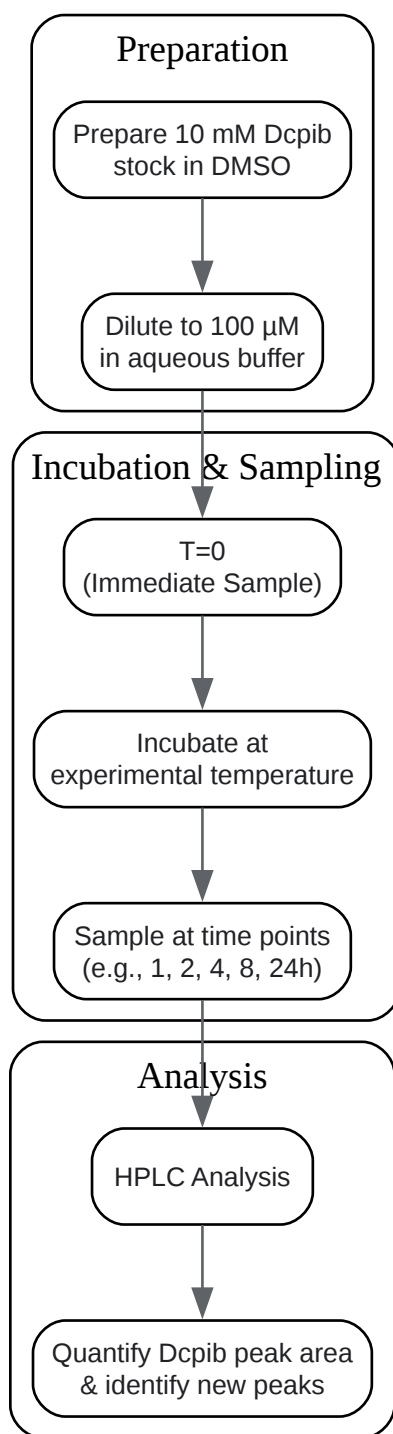 Preparation
Prepare 10 mM Dcpib
stock in DMSO
Dilute to 100 µM
in aqueous buffer
Incubation & Sampling
T=0
(Immediate Sample)
Incubate at
experimental temperature
Sample at time points
(e.g., 1, 2, 4, 8, 24h)
Analysis
HPLC Analysis
Quantify Dcpib peak area
& identify new peaks